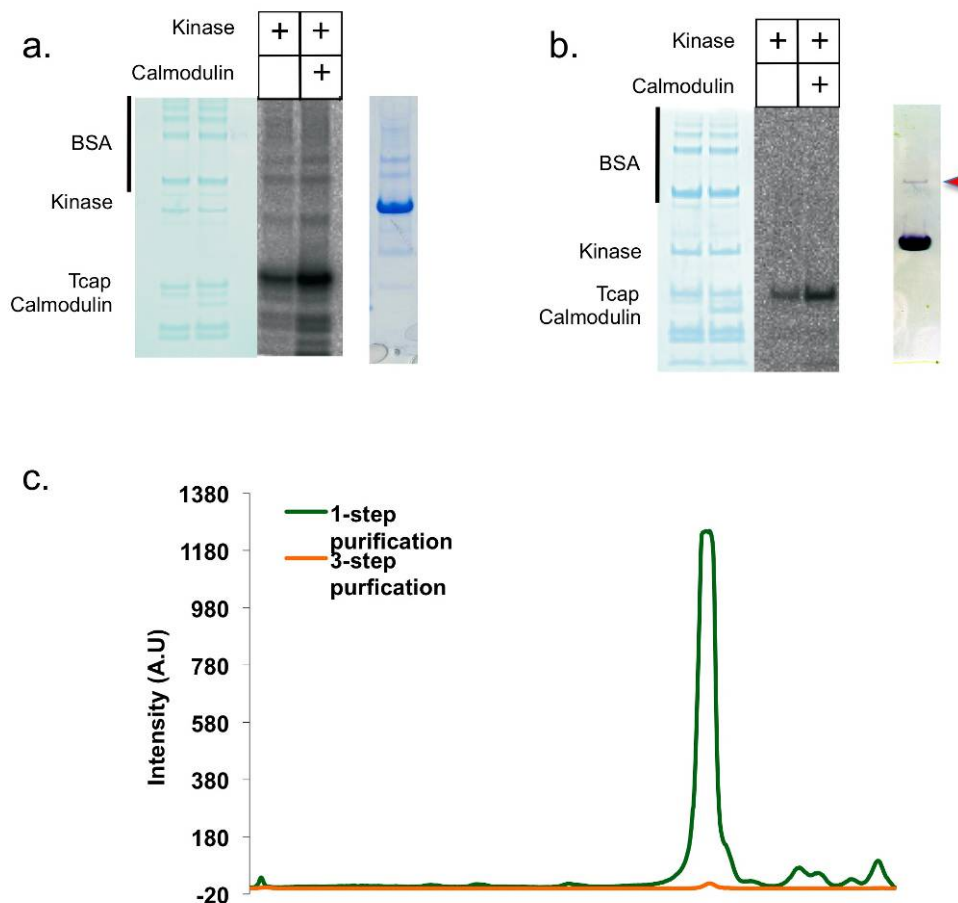 a.
Kinase + +
Calmodulin +
BSA
Kinase
Tcap
Calmodulin
b.
Kinase + +
Calmodulin +
BSA
Kinase
Tcap
Calmodulin
c.
1380
1180
980
780
580
380
180
-20
Intensity (A.U)
1-step
purification
3-step
purfication